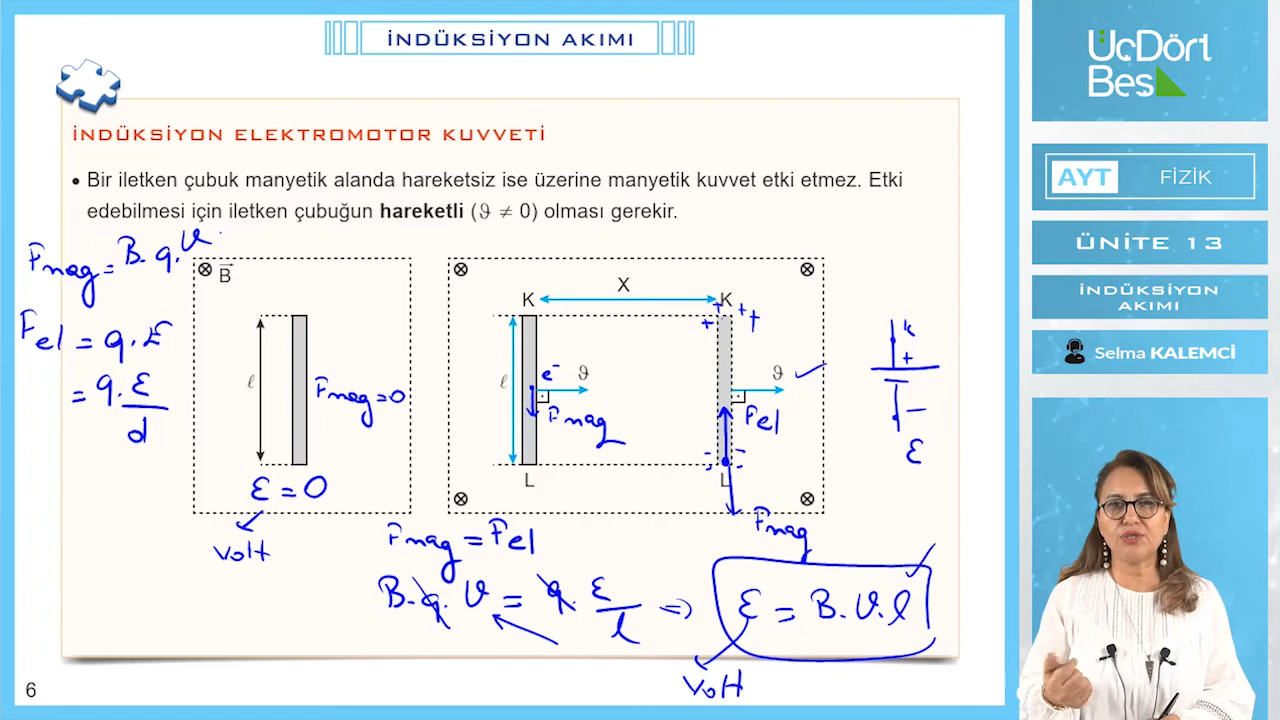 İNDÜKSİYON AKIMI
İNDÜKSİYON ELEKTROMOTOR KUVVETİ
• Bir iletken çubuk manyetik alanda hareketsiz ise üzerine manyetik kuvvet etki etmez. Etki
edebilmesi için iletken çubuğun hareketli (ϑ ≠ 0) olması gerekir.
Fmag = B.q.ϑ
Fel = q.E
= q.ε/d
⊗ B
ℓ
Fmag=0
ε = 0
Volt
⊗ ⊗
K X K
+ + + +
ℓ e- ϑ
Fmag
ϑ ✓
Fel
- - - -
L L
⊗ ⊗
Fmag
K
+
-
ε
Fmag = Fel
B.q.ϑ = q.ε/l ⇒ ε = B.ϑ.l ✓
Volt
6
ÜçDört
Beş
AYT FİZİK
ÜNİTE 13
İNDÜKSİYON
AKIMI
Selma KALEMCİ